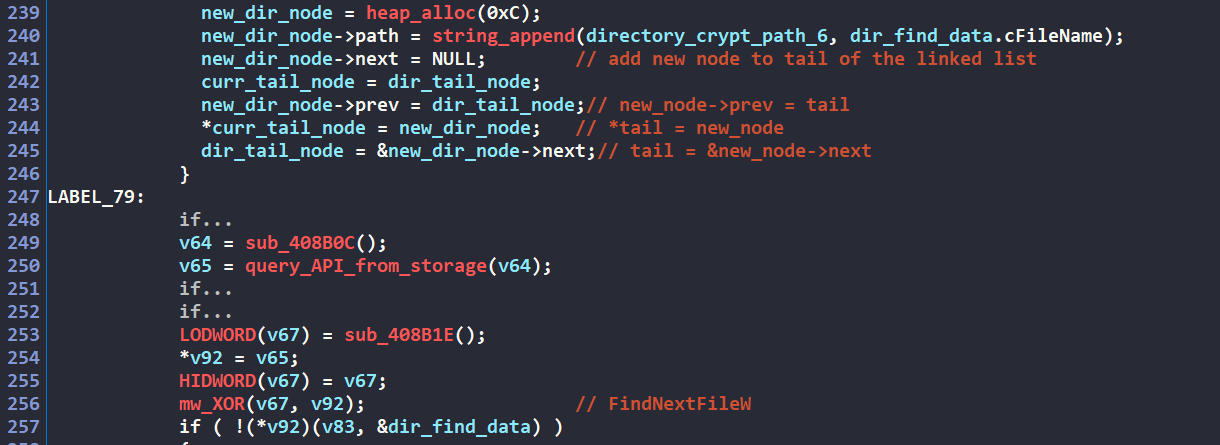 239 new_dir_node = heap_alloc(0xC);
240 new_dir_node->path = string_append(directory_crypt_path_6, dir_find_data.cFileName);
241 new_dir_node->next = NULL; // add new node to tail of the linked list
242 curr_tail_node = dir_tail_node;
243 new_dir_node->prev = dir_tail_node;// new_node->prev = tail
244 *curr_tail_node = new_dir_node; // *tail = new_node
245 dir_tail_node = &new_dir_node->next;// tail = &new_node->next
246 }
247 LABEL_79:
248 if...
249 v64 = sub_408B0C();
250 v65 = query_API_from_storage(v64);
251 if...
252 if...
253 LODWORD(v67) = sub_408B1E();
254 *v92 = v65;
255 HIDWORD(v67) = v67;
256 mw_XOR(v67, v92); // FindNextFileW
257 if ( !(*v92)(v83, &dir_find_data) )